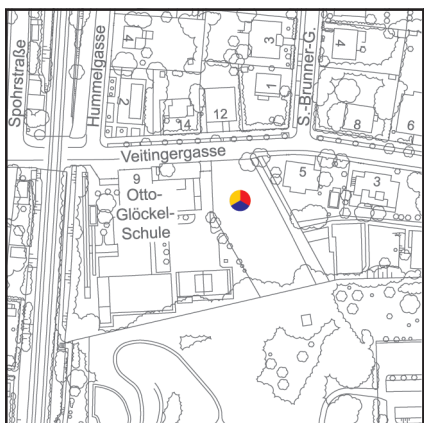 Spohrstraße
Hummelgasse
S.-Brunner-G.
4
3
4
2
1
14
12
8
6
Veitingergasse
9
Otto-
Glöckel-
Schule
5
3